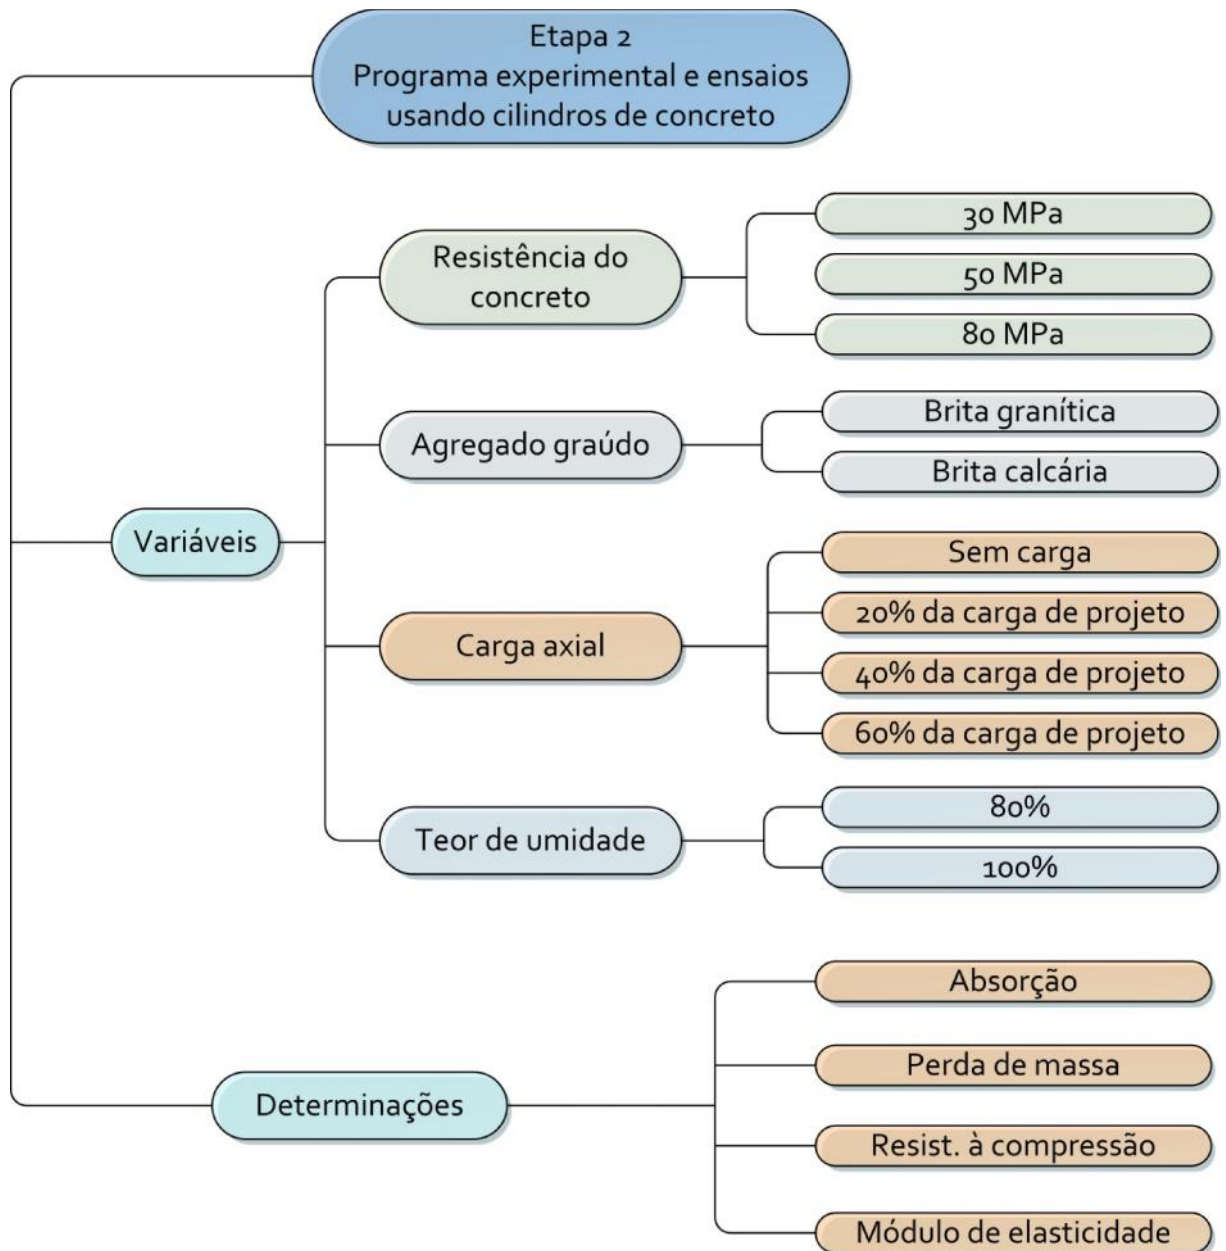 Etapa 2
Programa experimental e ensaios
usando cilindros de concreto
Variáveis
Resistência do
concreto
30 MPa
50 MPa
80 MPa
Agregado graúdo
Brita granítica
Brita calcária
Carga axial
Sem carga
20% da carga de projeto
40% da carga de projeto
60% da carga de projeto
Teor de umidade
80%
100%
Determinações
Absorção
Perda de massa
Resist. à compressão
Módulo de elasticidade